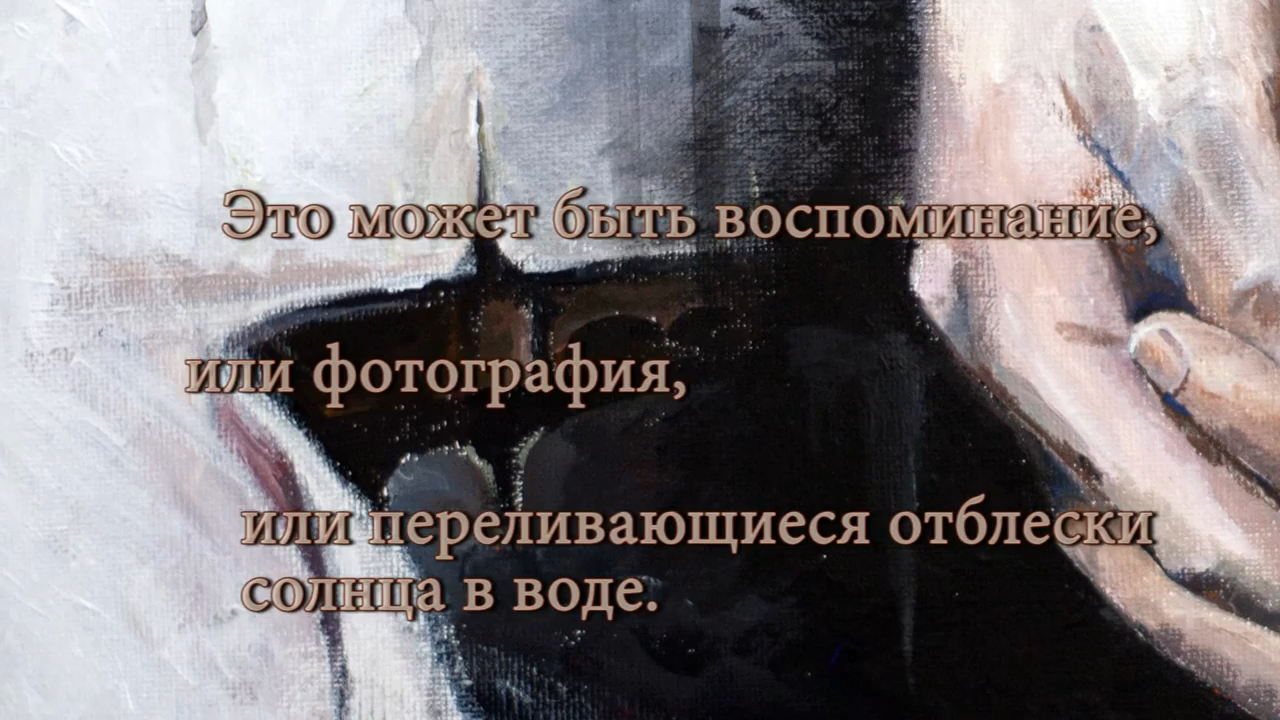 Это может быть воспоминание,
или фотография,
или переливающиеся отблески
солнца в воде.